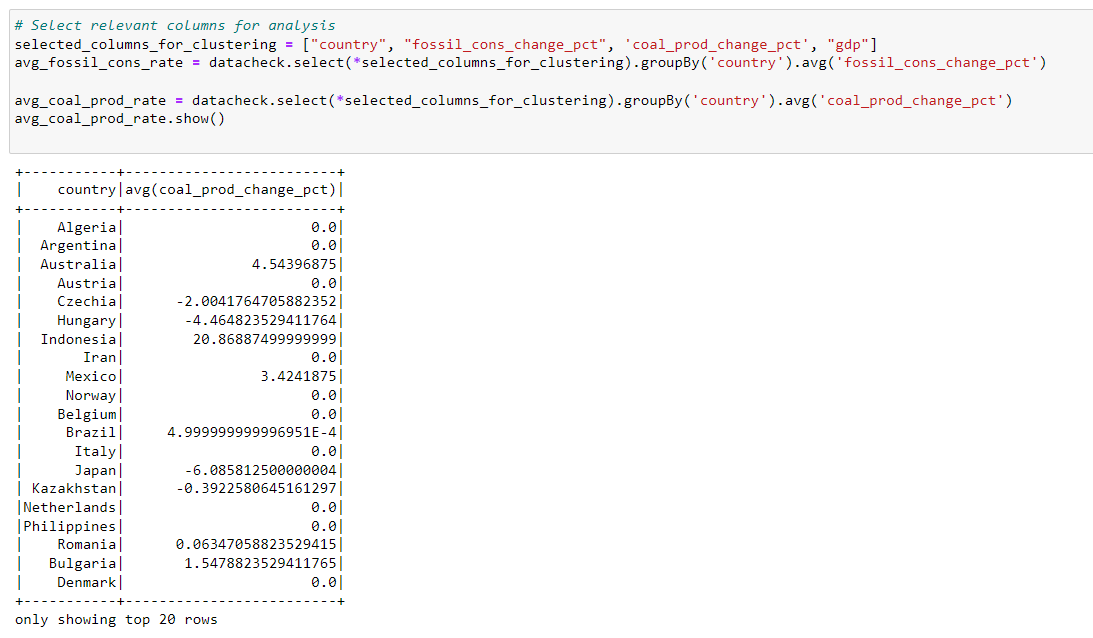 # Select relevant columns for analysis
selected_columns_for_clustering = ["country", "fossil_cons_change_pct", 'coal_prod_change_pct', "gdp"]
avg_fossil_cons_rate = datacheck.select(*selected_columns_for_clustering).groupBy('country').avg('fossil_cons_change_pct')
avg_coal_prod_rate = datacheck.select(*selected_columns_for_clustering).groupBy('country').avg('coal_prod_change_pct')
avg_coal_prod_rate.show()
+-----------+-------------------------+
|    country|avg(coal_prod_change_pct)|
+-----------+-------------------------+
|    Algeria|                      0.0|
|  Argentina|                      0.0|
|  Australia|               4.54396875|
|    Austria|                      0.0|
|    Czechia|      -2.0041764705882352|
|    Hungary|       -4.464823529411764|
|  Indonesia|        20.86887499999999|
|       Iran|                      0.0|
|     Mexico|                3.4241875|
|     Norway|                      0.0|
|    Belgium|                      0.0|
|     Brazil|     4.999999999996951E-4|
|      Italy|                      0.0|
|      Japan|       -6.085812500000004|
| Kazakhstan|      -0.3922580645161297|
|Netherlands|                      0.0|
|Philippines|                      0.0|
|    Romania|      0.06347058823529415|
|   Bulgaria|       1.5478823529411765|
|    Denmark|                      0.0|
+-----------+-------------------------+
only showing top 20 rows